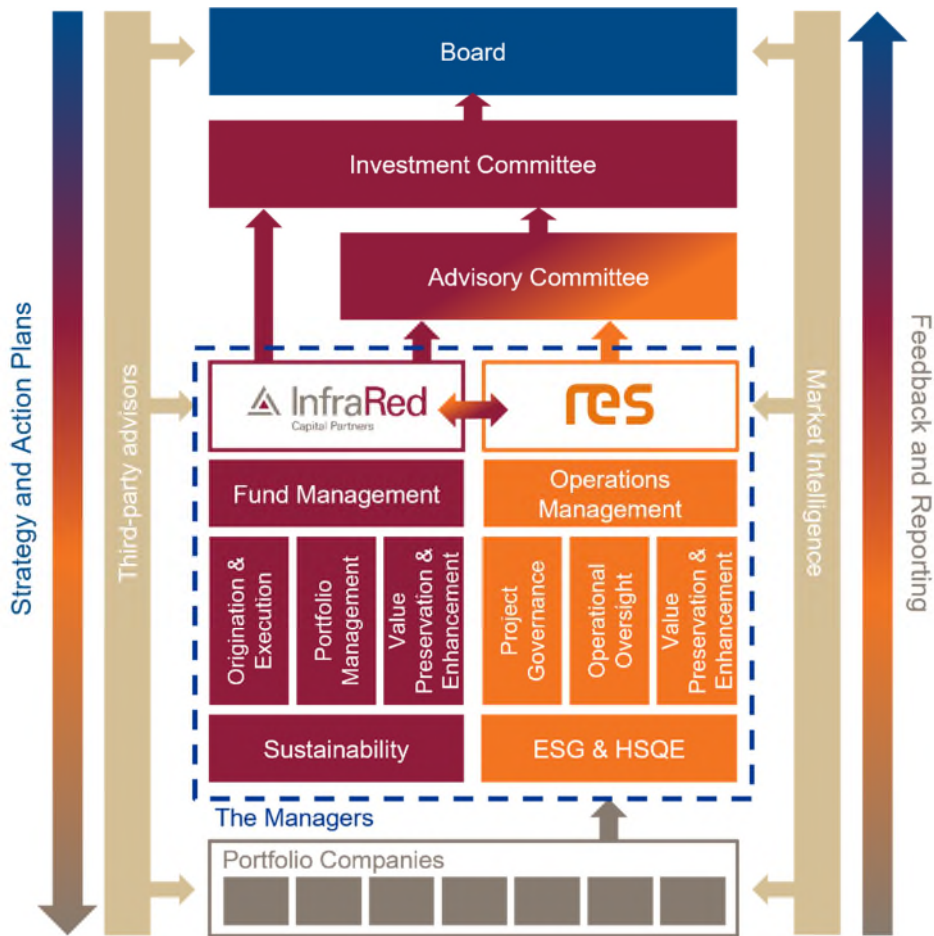 Board
Investment Committee
Advisory Committee
Strategy and Action Plans
Third-party advisors
Market Intelligence
Feedback and Reporting
InfraRed
Capital Partners
res
Fund Management
Operations
Management
Origination &
Execution
Portfolio
Management
Value
Preservation &
Enhancement
Project
Governance
Operational
Oversight
Value
Preservation &
Enhancement
Sustainability
ESG & HSQE
The Managers
Portfolio Companies